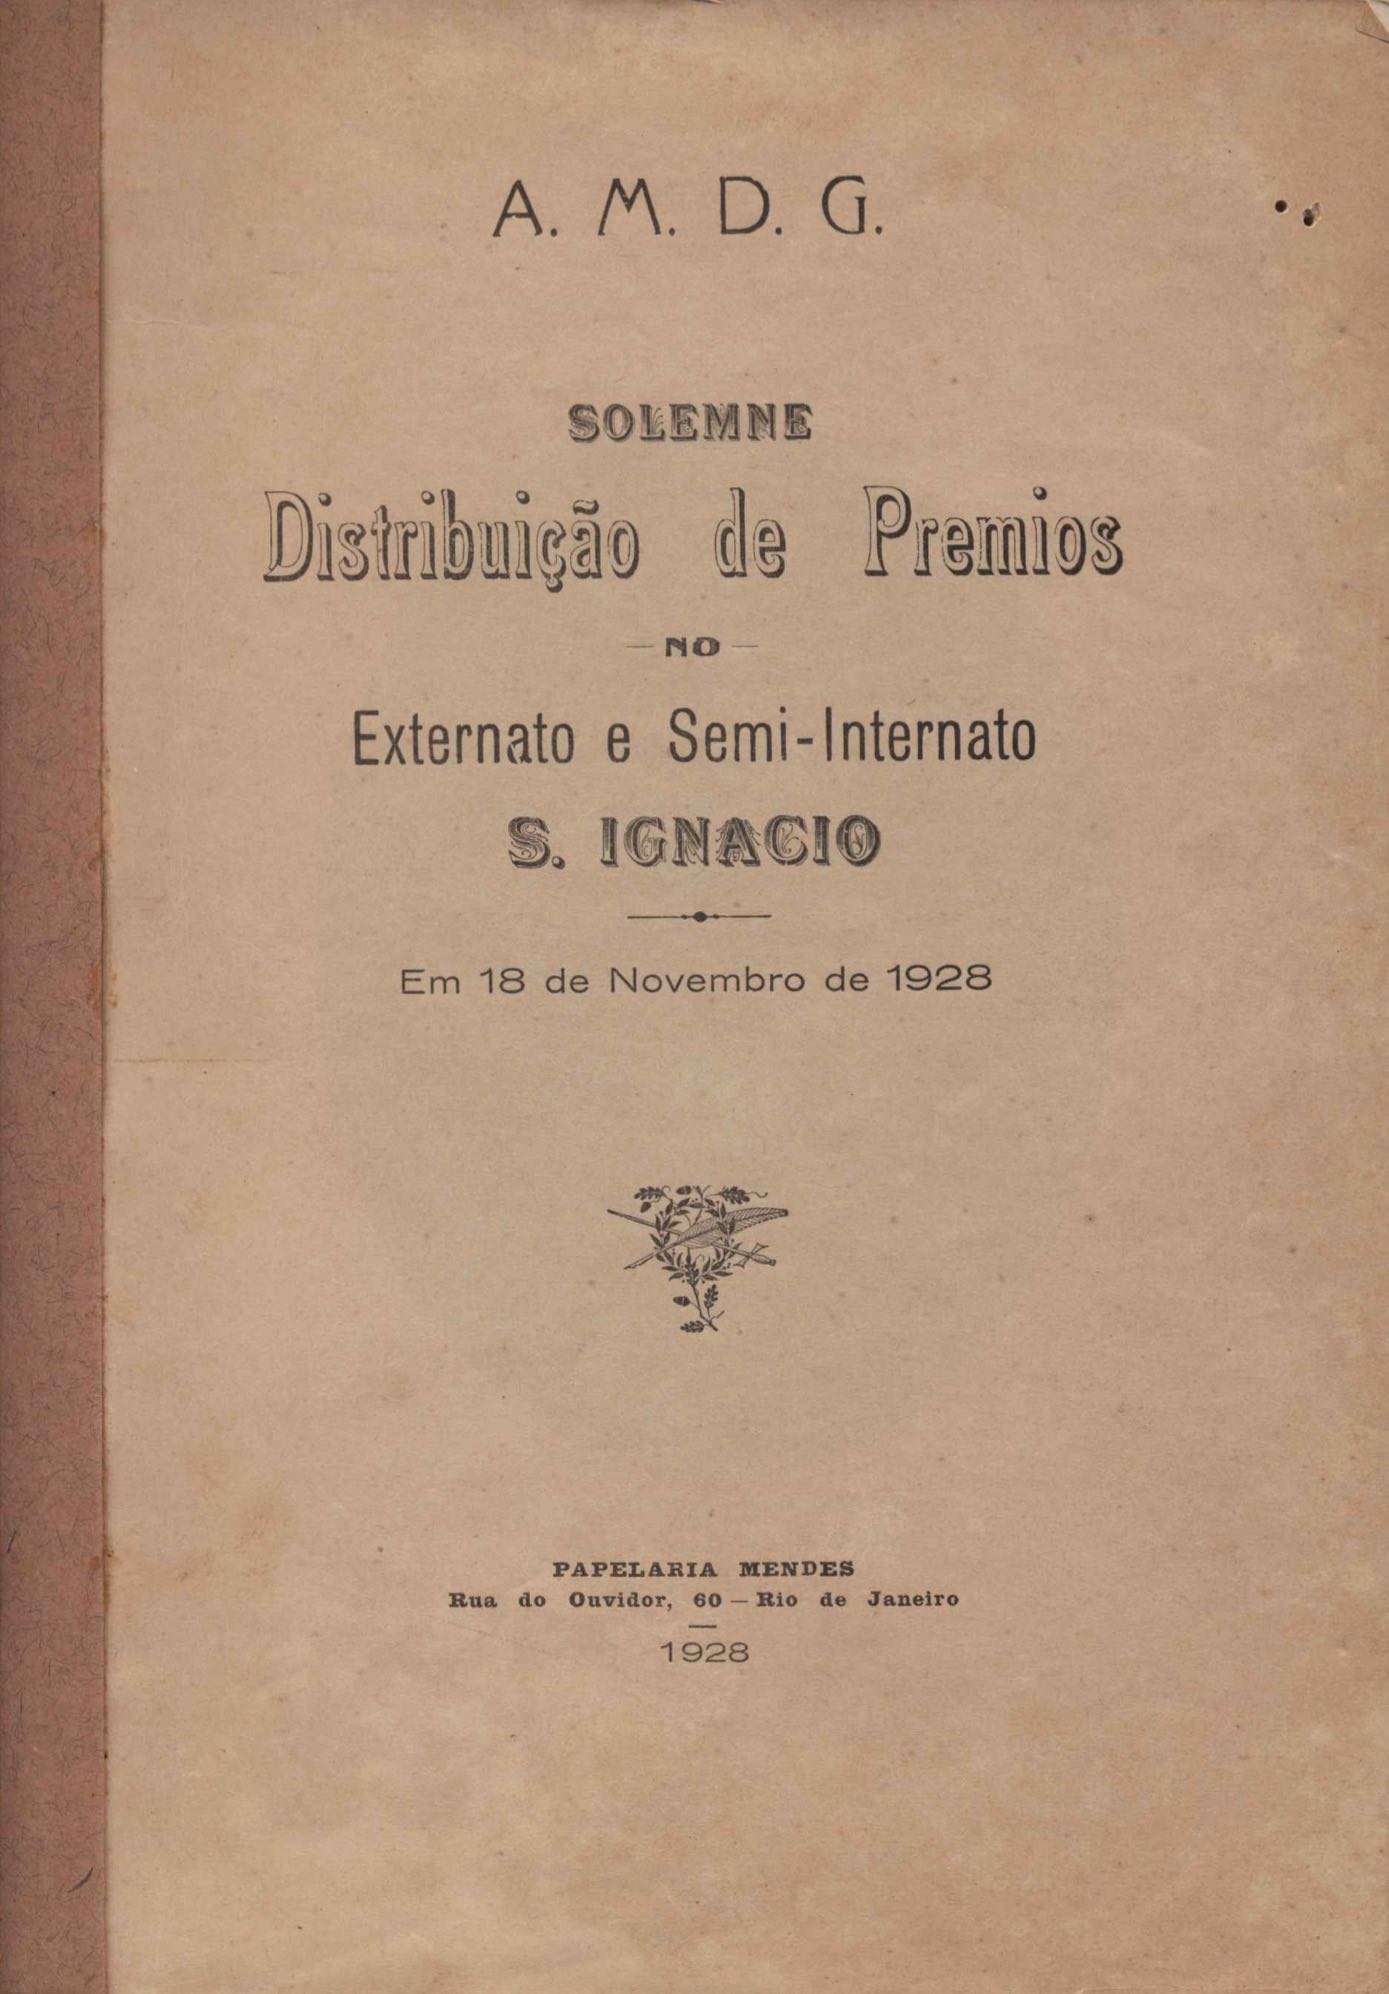 A. M. D. G.
SOLEMNE
Distribuição de Premios
— NO —
Externato e Semi-Internato
S. IGNACIO
Em 18 de Novembro de 1928
PAPELARIA MENDES
Rua do Ouvidor, 60 — Rio de Janeiro
1928